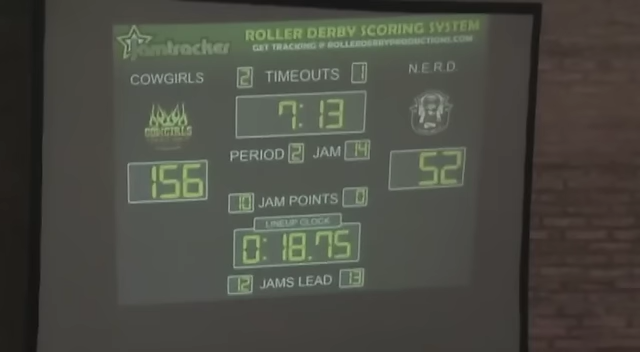 jamtracker
ROLLER DERBY SCORING SYSTEM
GET TRACKING @ ROLLERDERBYPRODUCTIONS.COM
COWGIRLS 2 TIMEOUTS 1 N.E.R.D.
7:13
COWGIRLS
PERIOD 2 JAM 14
156 52
10 JAM POINTS 0
LINEUP CLOCK
0:18.75
12 JAMS LEAD 13